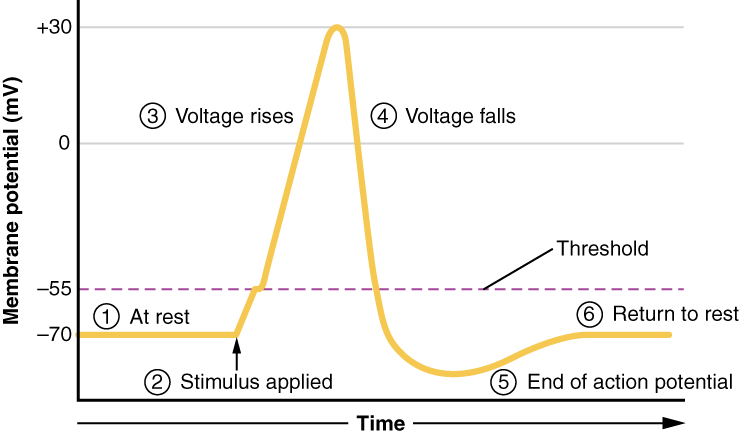 +30
③ Voltage rises
④ Voltage falls
0
Membrane potential (mV)
Threshold
–55
① At rest
⑥ Return to rest
–70
② Stimulus applied
⑤ End of action potential
Time